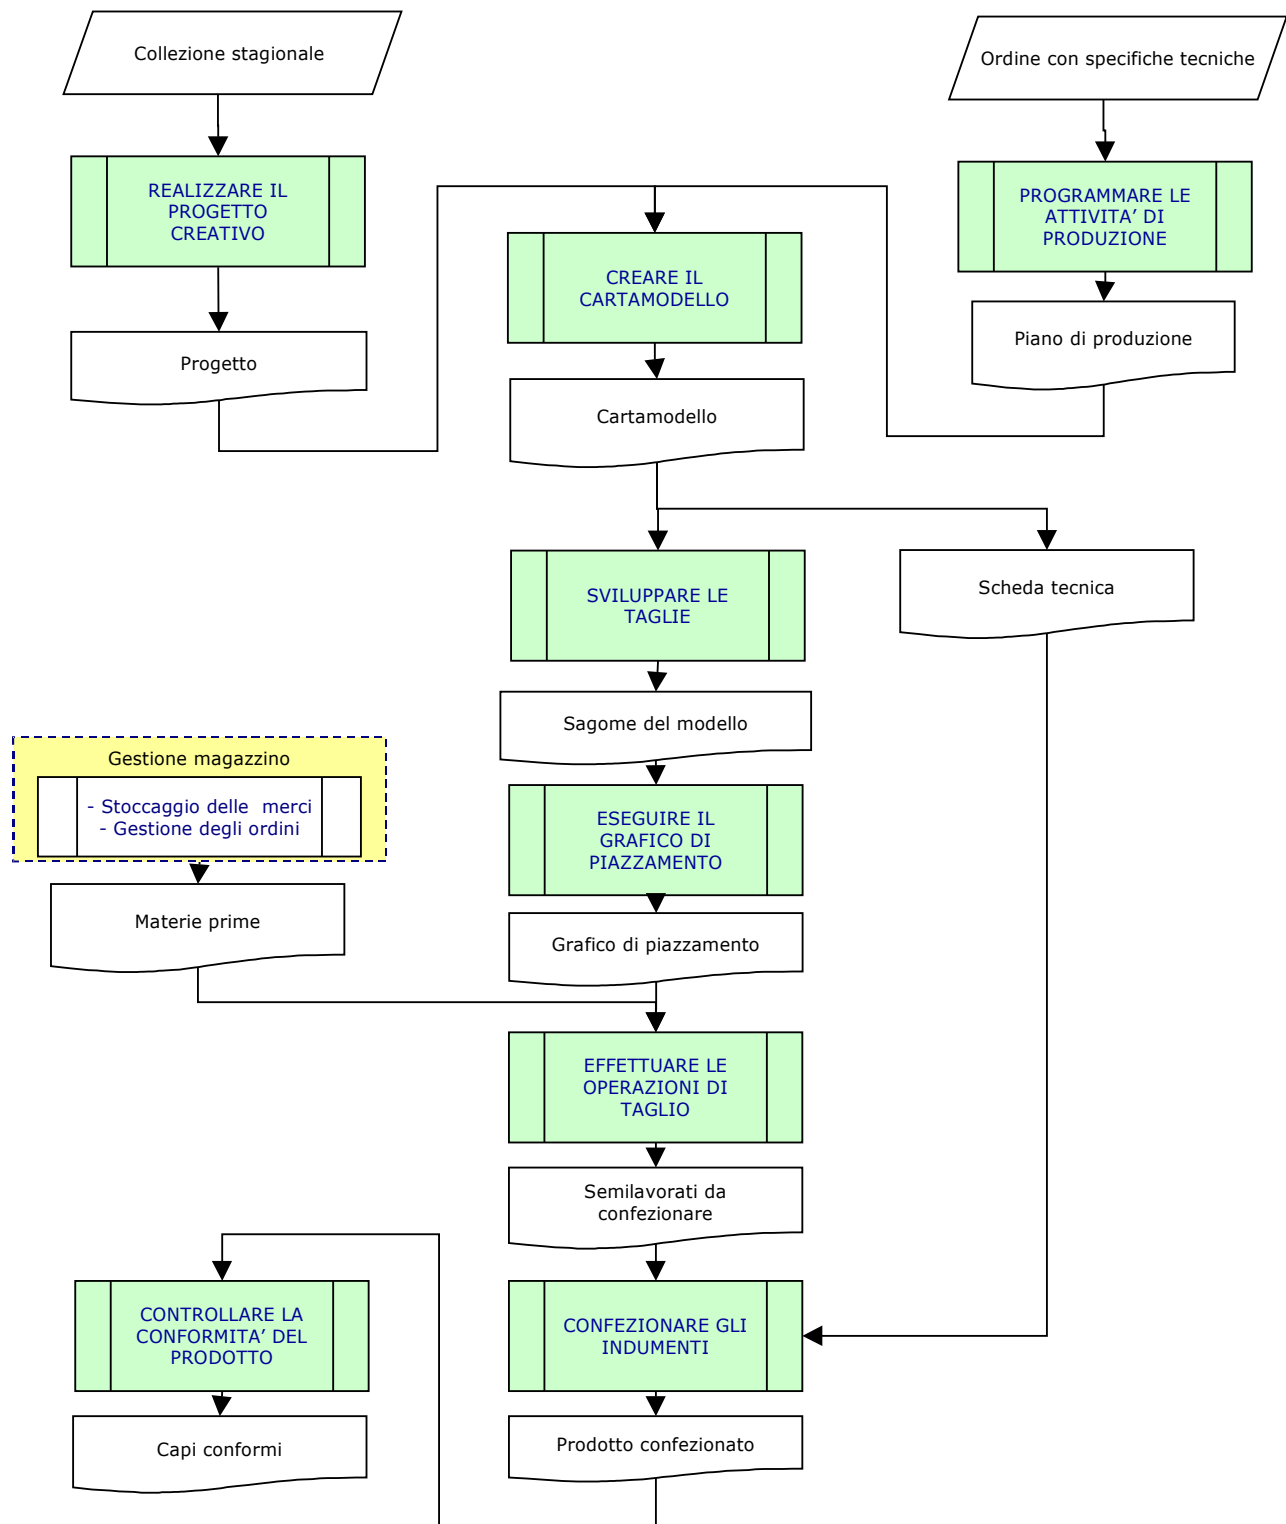 Collezione stagionale
Ordine con specifiche tecniche
REALIZZARE IL
PROGETTO
CREATIVO
PROGRAMMARE LE
ATTIVITA’ DI
PRODUZIONE
CREARE IL
CARTAMODELLO
Progetto
Piano di produzione
Cartamodello
SVILUPPARE LE
TAGLIE
Scheda tecnica
Sagome del modello
Gestione magazzino
- Stoccaggio delle  merci
- Gestione degli ordini
ESEGUIRE IL
GRAFICO DI
PIAZZAMENTO
Materie prime
Grafico di piazzamento
EFFETTUARE LE
OPERAZIONI DI
TAGLIO
Semilavorati da
confezionare
CONTROLLARE LA
CONFORMITA’ DEL
PRODOTTO
CONFEZIONARE GLI
INDUMENTI
Capi conformi
Prodotto confezionato